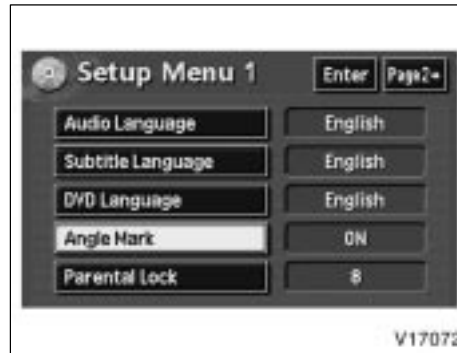 Setup Menu 1 Enter Page2→
Audio Language English
Subtitle Language English
DVD Language English
Angle Mark ON
Parental Lock 8
V17072